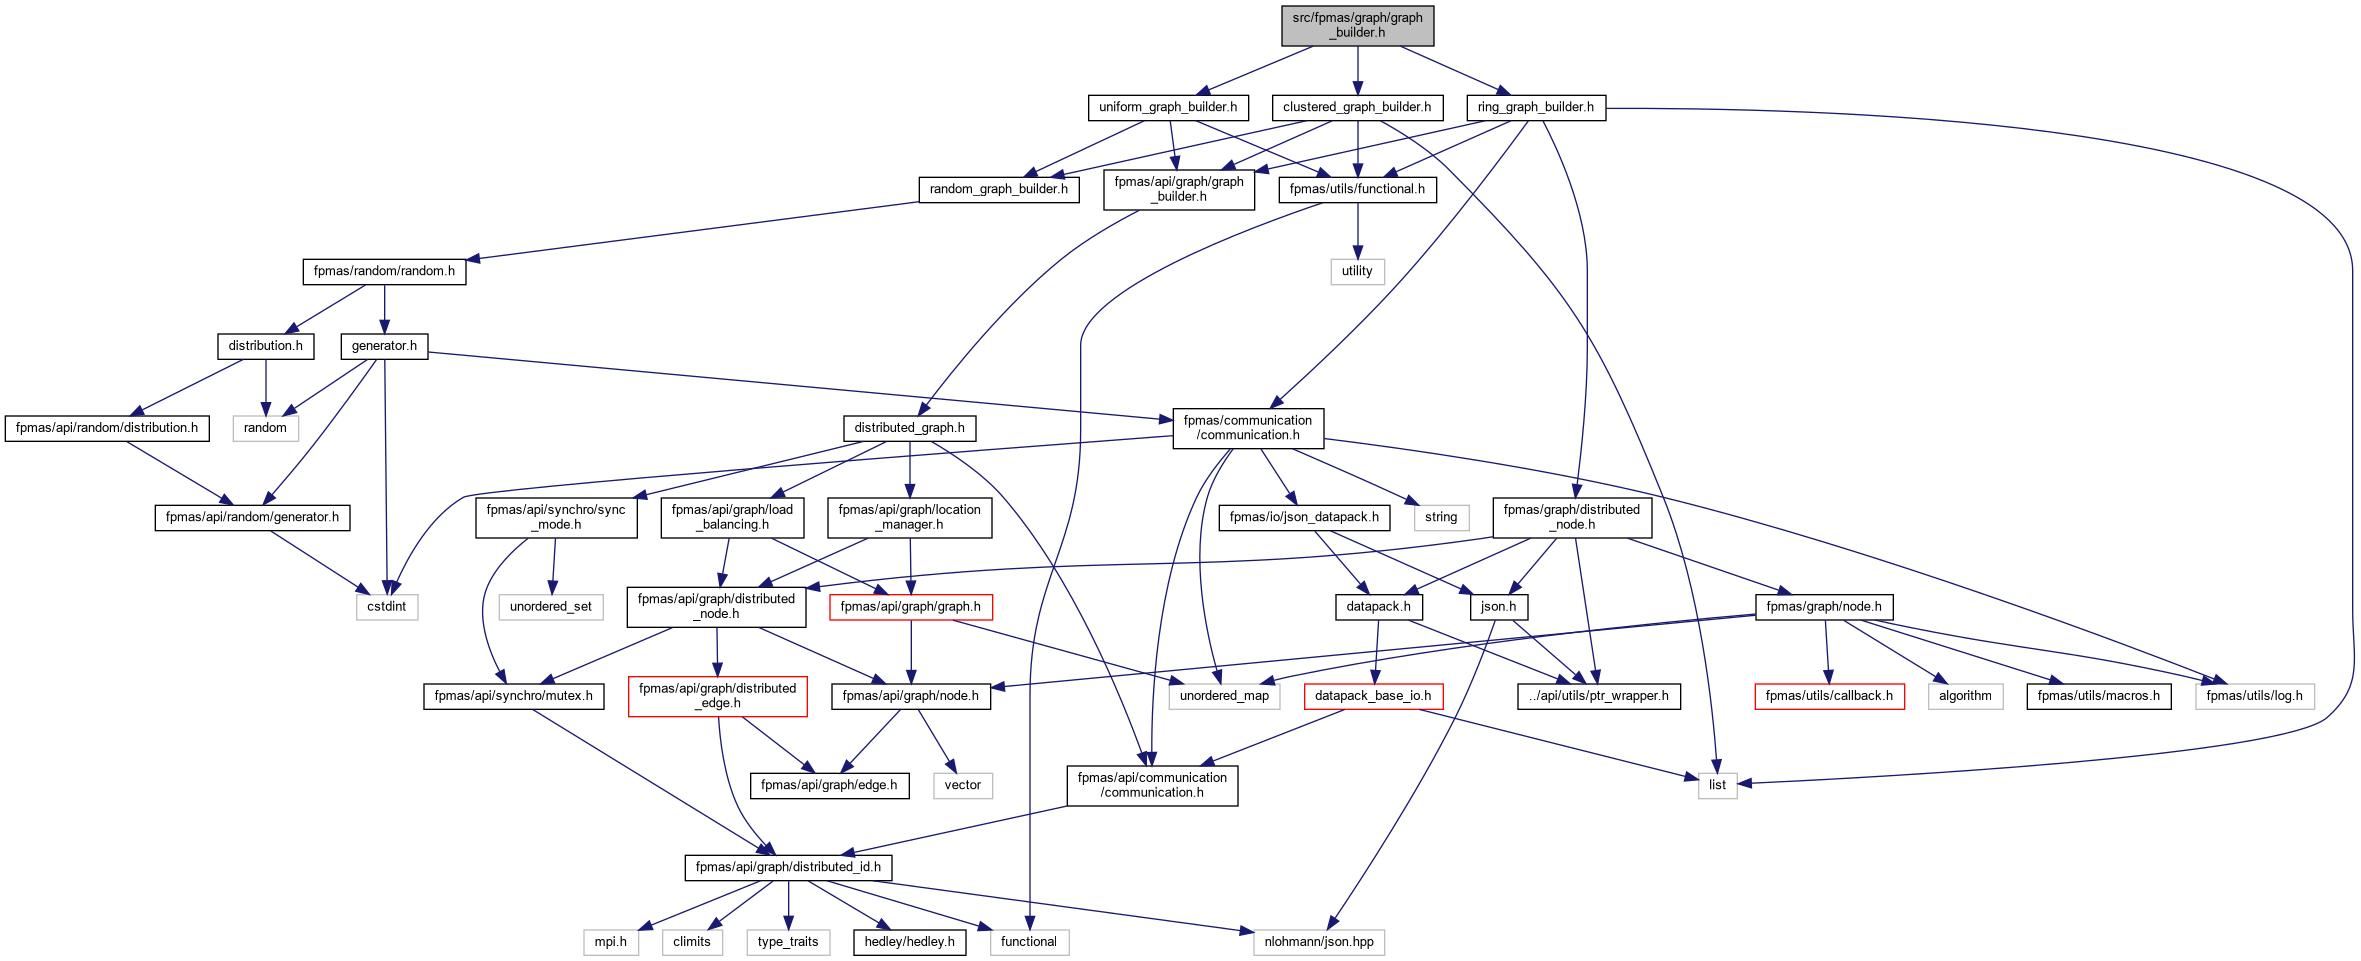 src/fpmas/graph/graph
_builder.h
uniform_graph_builder.h
clustered_graph_builder.h
ring_graph_builder.h
random_graph_builder.h
fpmas/api/graph/graph
_builder.h
fpmas/utils/functional.h
fpmas/random/random.h
utility
distribution.h
generator.h
fpmas/api/random/distribution.h
random
distributed_graph.h
fpmas/communication
/communication.h
fpmas/api/random/generator.h
fpmas/api/synchro/sync
_mode.h
fpmas/api/graph/load
_balancing.h
fpmas/api/graph/location
_manager.h
fpmas/io/json_datapack.h
string
fpmas/graph/distributed
_node.h
cstdint
unordered_set
fpmas/api/graph/distributed
_node.h
fpmas/api/graph/graph.h
datapack.h
json.h
fpmas/graph/node.h
fpmas/api/synchro/mutex.h
fpmas/api/graph/distributed
_edge.h
fpmas/api/graph/node.h
unordered_map
datapack_base_io.h
../api/utils/ptr_wrapper.h
fpmas/utils/callback.h
algorithm
fpmas/utils/macros.h
fpmas/utils/log.h
fpmas/api/graph/edge.h
vector
fpmas/api/communication
/communication.h
list
fpmas/api/graph/distributed_id.h
mpi.h
climits
type_traits
hedley/hedley.h
functional
nlohmann/json.hpp